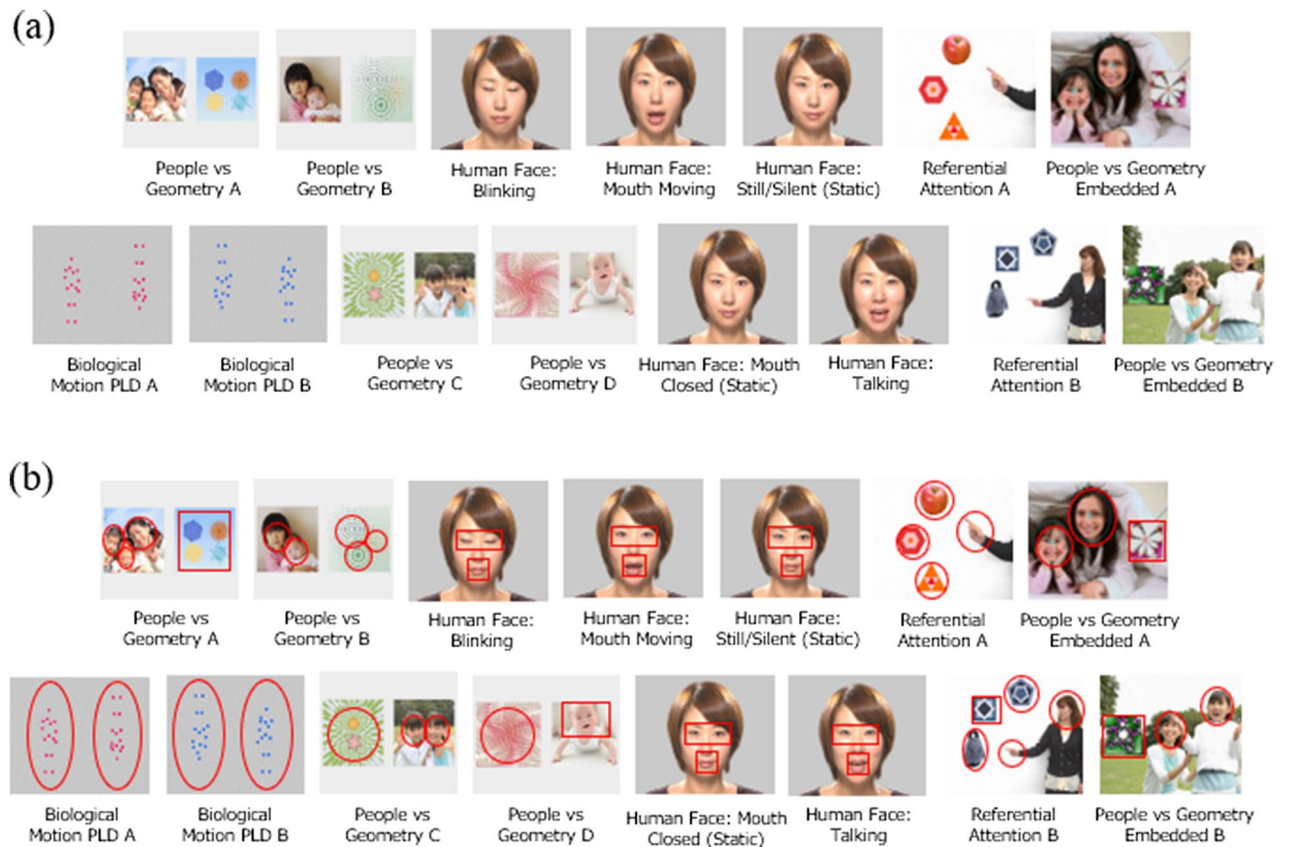 (a)
People vs
Geometry A
People vs
Geometry B
Human Face:
Blinking
Human Face:
Mouth Moving
Human Face:
Still/Silent (Static)
Referential
Attention A
People vs Geometry
Embedded A
Biological
Motion PLD A
Biological
Motion PLD B
People vs
Geometry C
People vs
Geometry D
Human Face: Mouth
Closed (Static)
Human Face:
Talking
Referential
Attention B
People vs Geometry
Embedded B
(b)
People vs
Geometry A
People vs
Geometry B
Human Face:
Blinking
Human Face:
Mouth Moving
Human Face:
Still/Silent (Static)
Referential
Attention A
People vs Geometry
Embedded A
Biological
Motion PLD A
Biological
Motion PLD B
People vs
Geometry C
People vs
Geometry D
Human Face: Mouth
Closed (Static)
Human Face:
Talking
Referential
Attention B
People vs Geometry
Embedded B